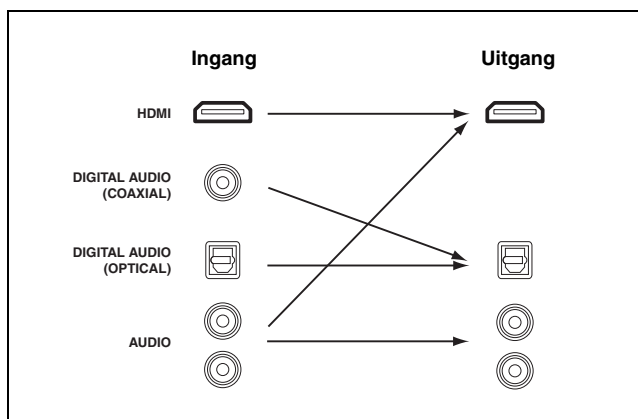 Ingang Uitgang
HDMI
DIGITAL AUDIO
(COAXIAL)
DIGITAL AUDIO
(OPTICAL)
AUDIO